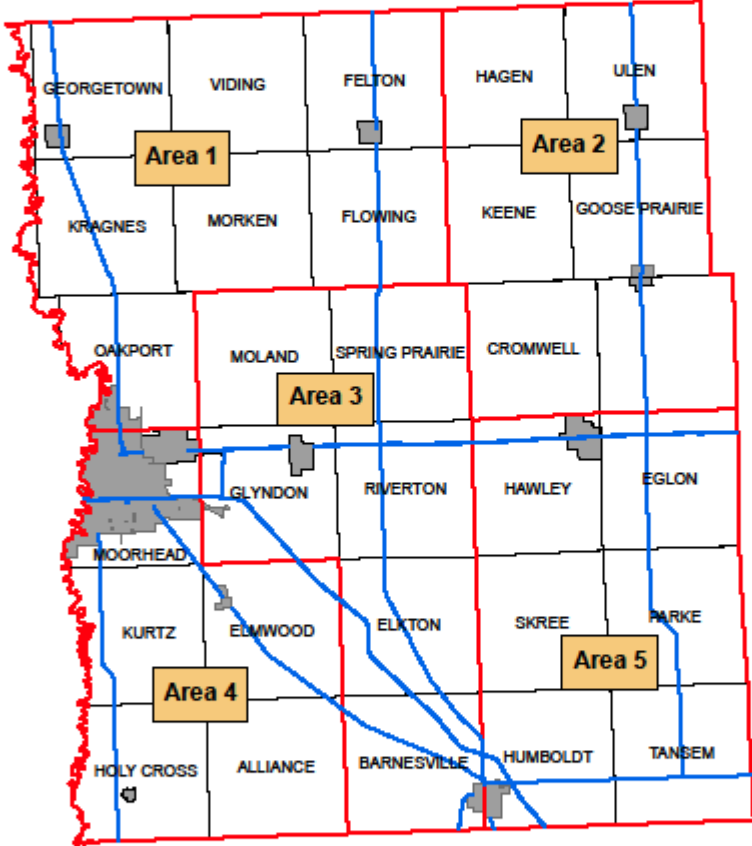 GEORGETOWN
VIDING
FELTON
HAGEN
ULEN
Area 1
Area 2
KRAGNES
MORKEN
FLOWING
KEENE
GOOSE PRAIRIE
OAKPORT
MOLAND
SPRING PRAIRIE
CROMWELL
Area 3
GLYNDON
RIVERTON
HAWLEY
EGLON
MOORHEAD
KURTZ
ELMWOOD
ELKTON
SKREE
PARKE
Area 4
Area 5
HOLY CROSS
ALLIANCE
BARNESVILLE
HUMBOLDT
TANSEM